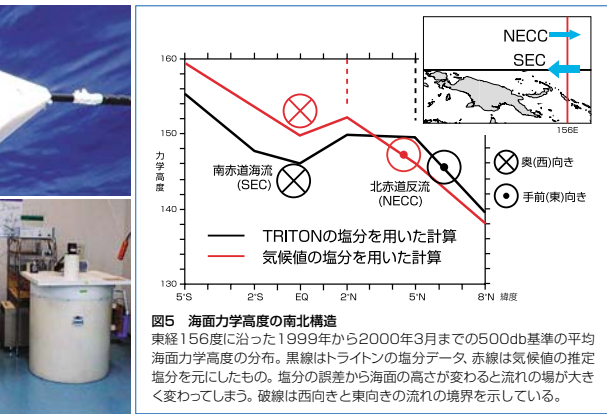 160
150
140
130
力学高度
5°S
2°S
EQ
2°N
5°N
8°N 緯度
NECC
SEC
156E
南赤道海流
(SEC)
北赤道反流
(NECC)
奥(西)向き
手前(東)向き
TRITONの塩分を用いた計算
気候値の塩分を用いた計算
図5 海面力学高度の南北構造
東経156度に沿った1999年から2000年3月までの500db基準の平均
海面力学高度の分布。黒線はトライトンの塩分データ、赤線は気候値の推定
塩分を元にしたもの。塩分の誤差から海面の高さが変わると流れの場が大き
く変わってしまう。破線は西向きと東向きの流れの境界を示している。